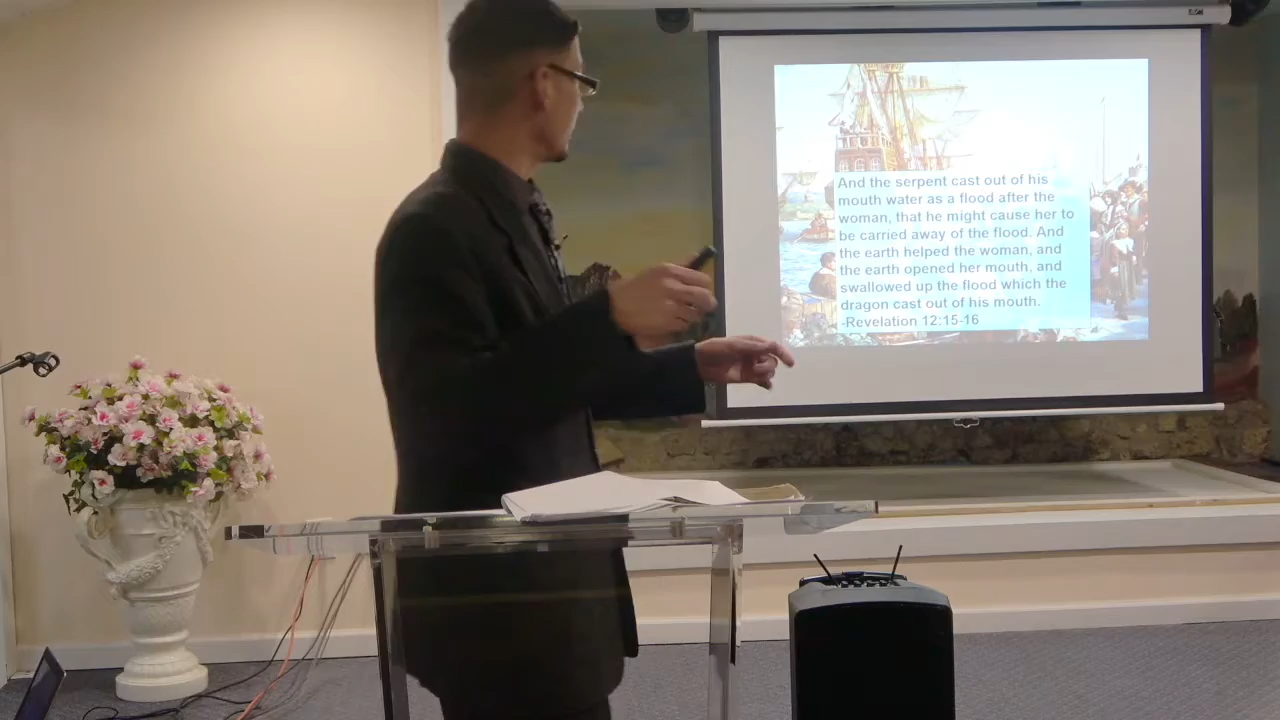 And the serpent cast out of his
mouth water as a flood after the
woman, that he might cause her to
be carried away of the flood. And
the earth helped the woman, and
the earth opened her mouth, and
swallowed up the flood which the
dragon cast out of his mouth.
-Revelation 12:15-16